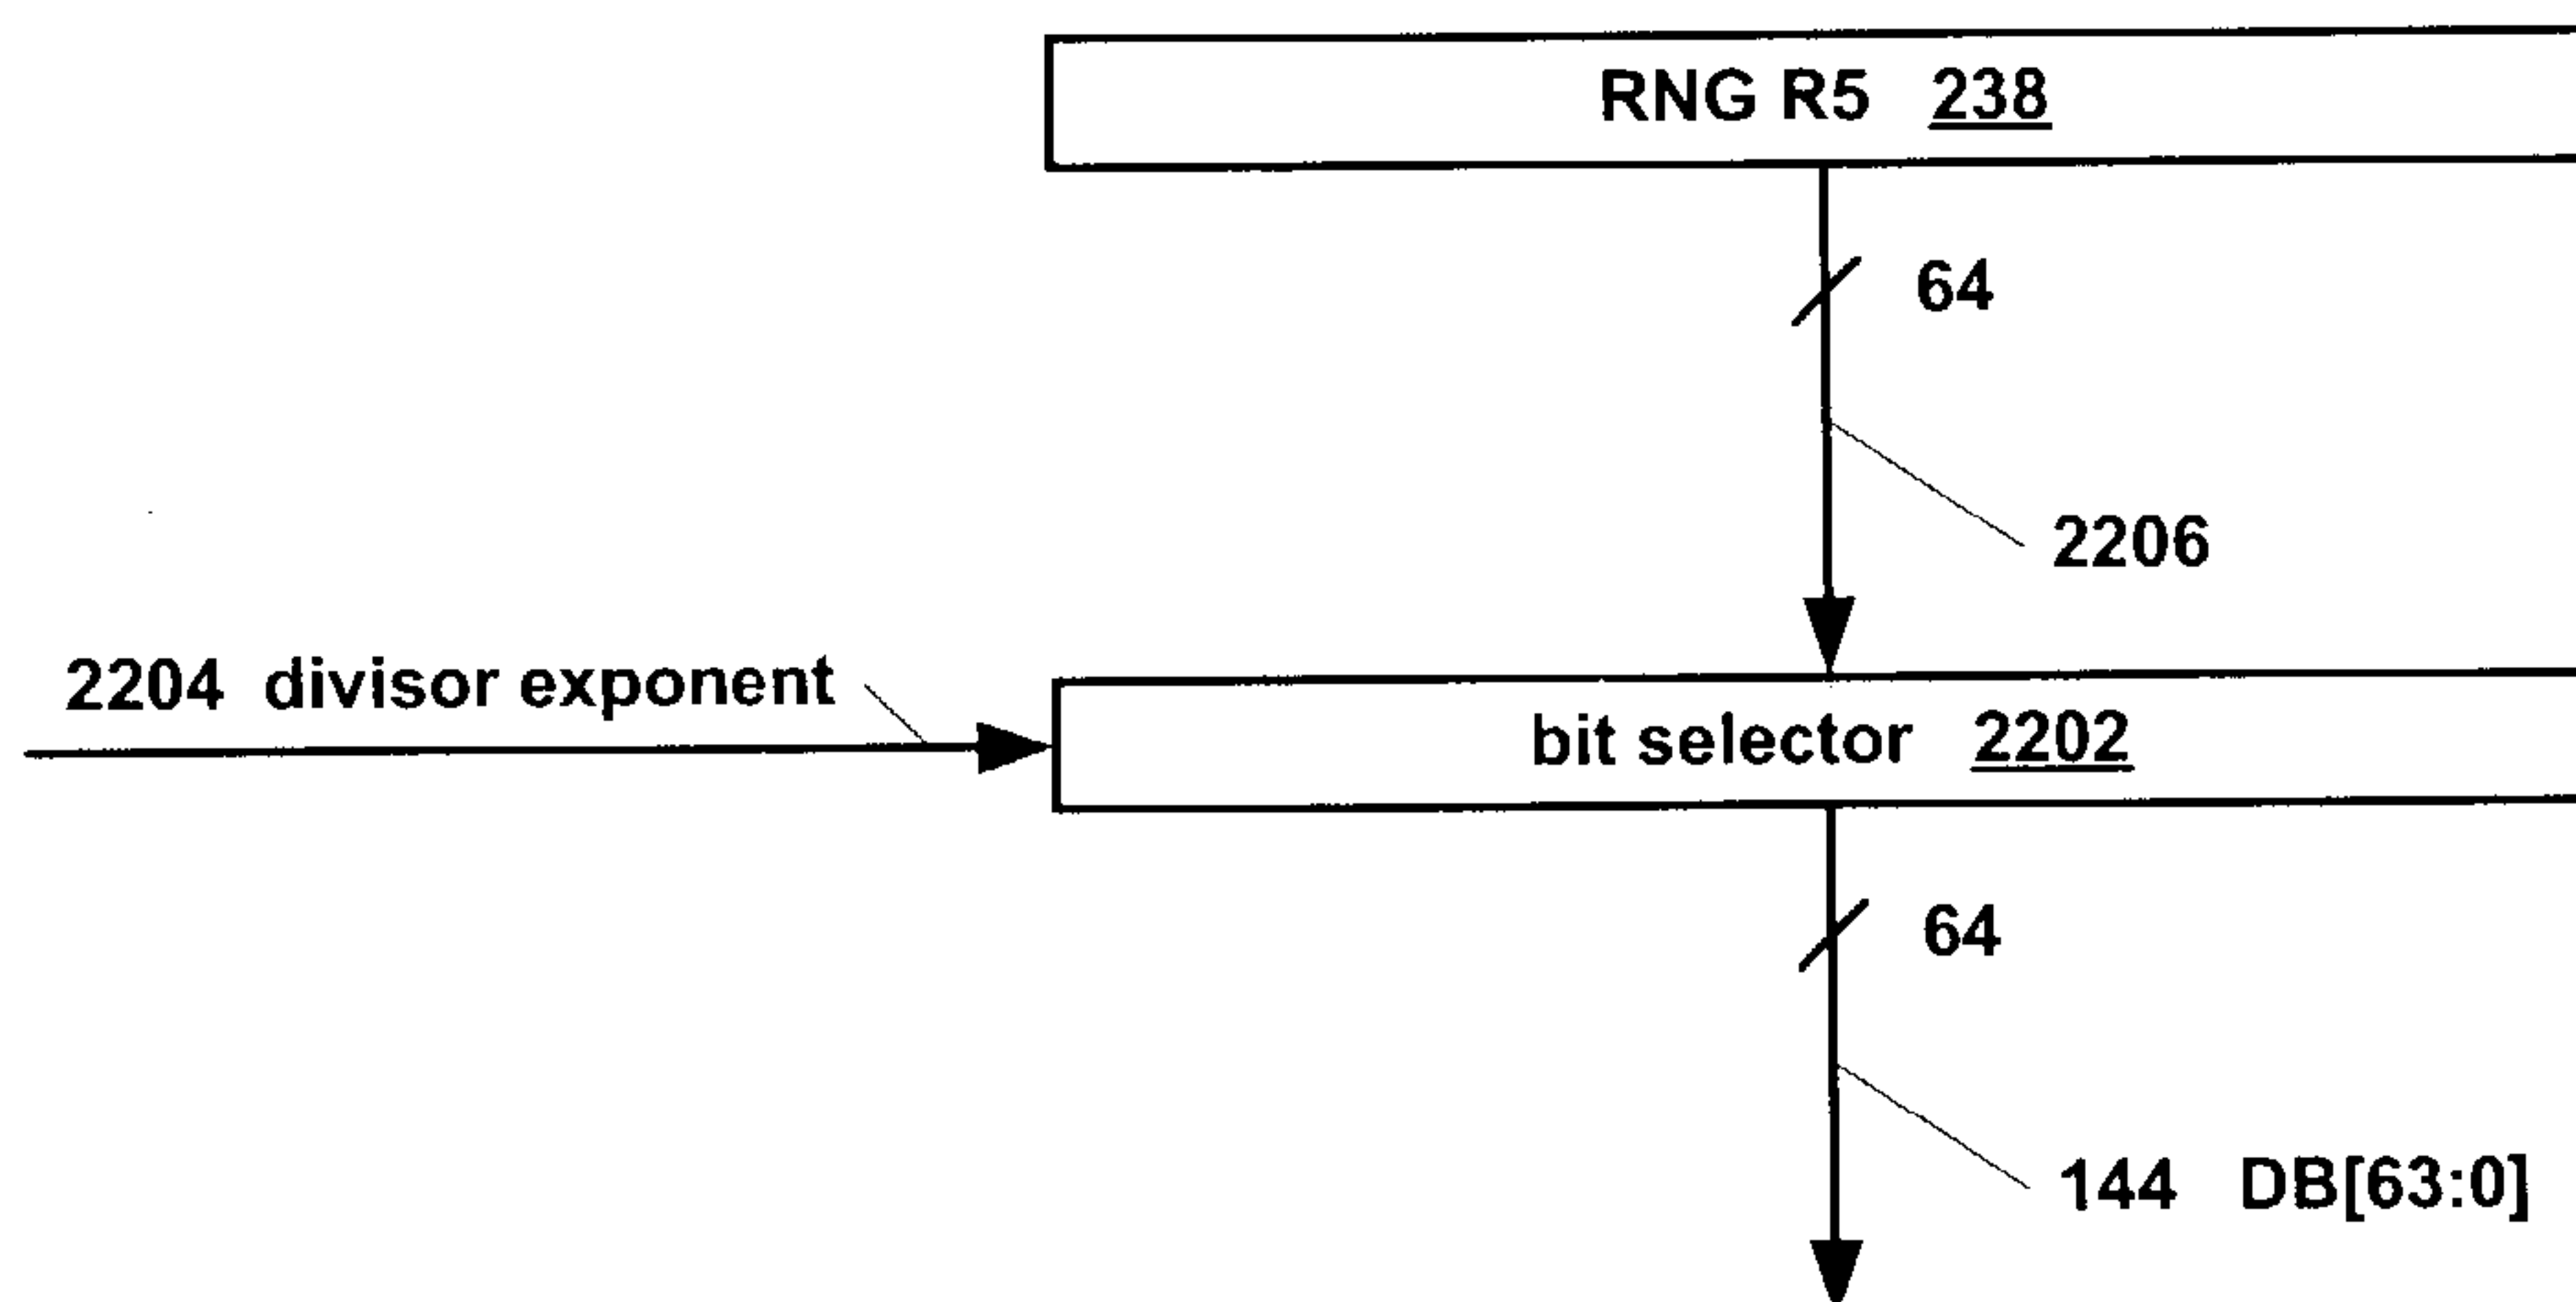 RNG R5 238
64
2206
2204 divisor exponent
bit selector 2202
64
144 DB[63:0]